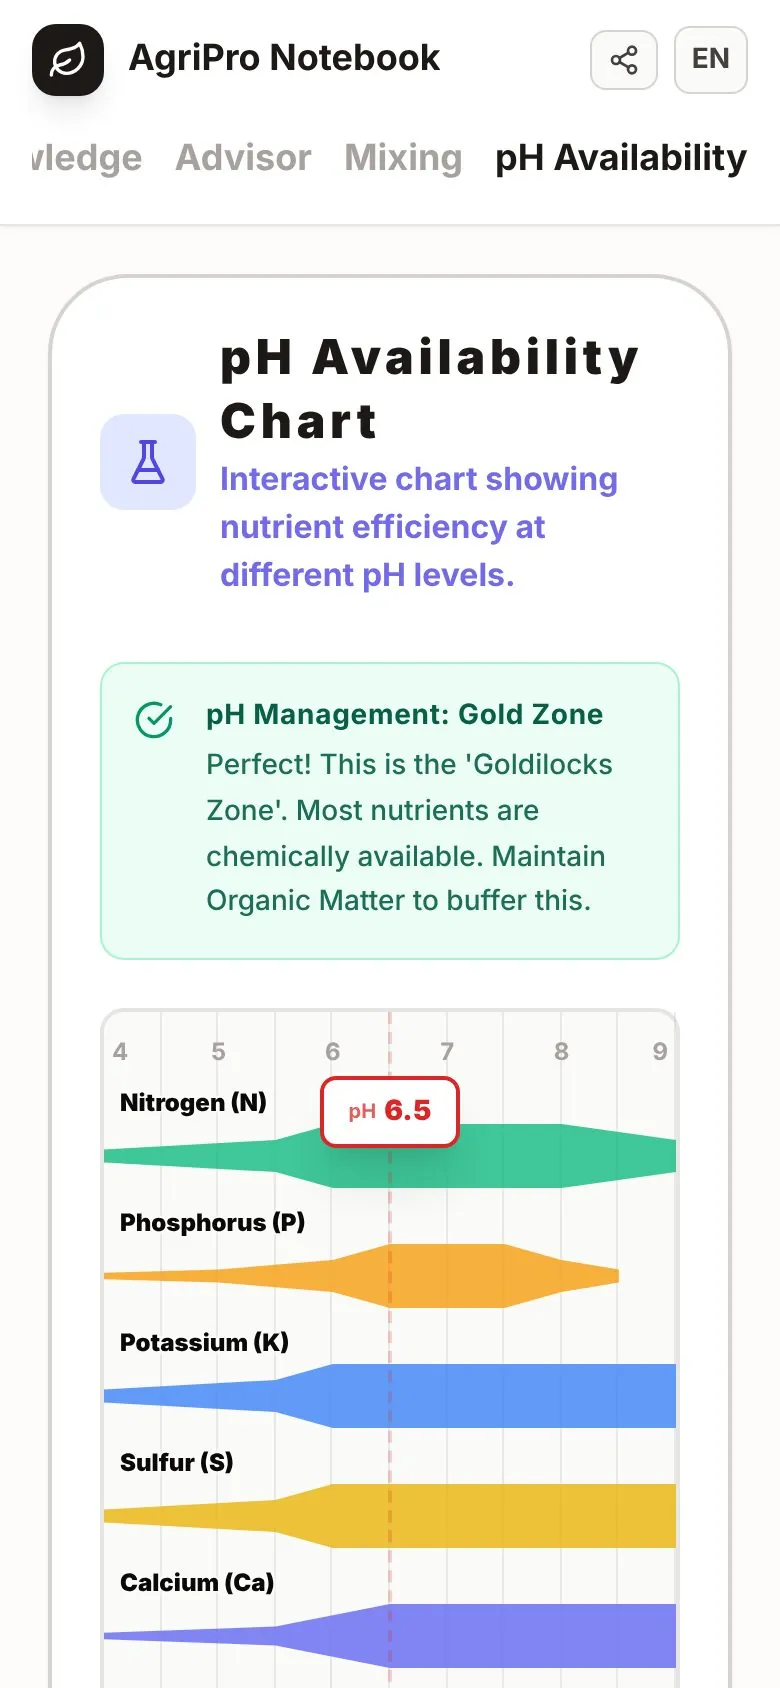 AgriPro Notebook
EN
Advisor Mixing pH Availability
pH Availability
Chart
Interactive chart showing
nutrient efficiency at
different pH levels.
pH Management: Gold Zone
Perfect! This is the 'Goldilocks
Zone'. Most nutrients are
chemically available. Maintain
Organic Matter to buffer this.
4 5 6 7 8 9
Nitrogen (N)
pH 6.5
Phosphorus (P)
Potassium (K)
Sulfur (S)
Calcium (Ca)